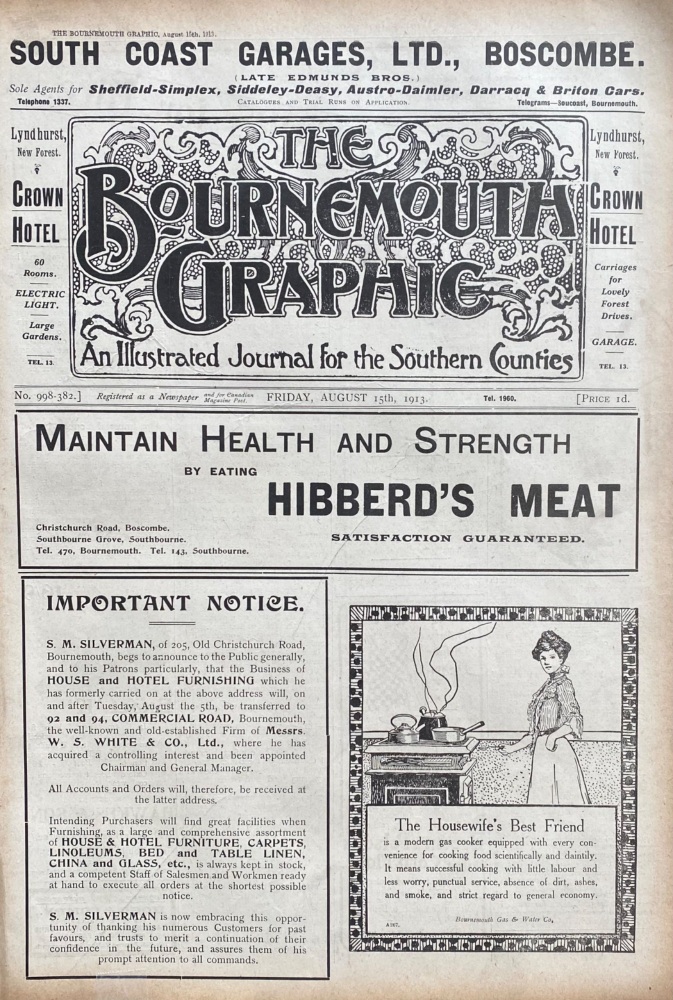 THE BOURNEMOUTH GRAPHIC, August 15th, 1913.
SOUTH COAST GARAGES, LTD., BOSCOMBE.
(LATE EDMUNDS BROS.)
Sole Agents for Sheffield-Simplex, Siddeley-Deasy, Austro-Daimler, Darracq & Briton Cars.
Telephone 1337. CATALOGUES AND TRIAL RUNS ON APPLICATION. Telegrams—Soucoast, Bournemouth.
Lyndhurst,
New Forest.
CROWN
HOTEL
60
Rooms.
ELECTRIC
LIGHT.
Large
Gardens.
TEL. 13.
THE
BOURNEMOUTH
GRAPHIC
An Illustrated Journal for the Southern Counties
Lyndhurst,
New Forest.
CROWN
HOTEL
Carriages
for
Lovely
Forest
Drives.
GARAGE.
TEL. 13.
No. 998-382.] Registered as a Newspaper and for Canadian Magazine Post. FRIDAY, AUGUST 15th, 1913. Tel. 1960. [PRICE 1d.
MAINTAIN HEALTH AND STRENGTH
BY EATING
HIBBERD'S MEAT
Christchurch Road, Boscombe.
Southbourne Grove, Southbourne.
Tel. 470, Bournemouth. Tel. 143, Southbourne.
SATISFACTION GUARANTEED.
IMPORTANT NOTICE.
S. M. SILVERMAN, of 205, Old Christchurch Road,
Bournemouth, begs to announce to the Public generally,
and to his Patrons particularly, that the Business of
HOUSE and HOTEL FURNISHING which he
has formerly carried on at the above address will, on
and after Tuesday, August the 5th, be transferred to
92 and 94, COMMERCIAL ROAD, Bournemouth,
the well-known and old-established Firm of Messrs.
W. S. WHITE & CO., Ltd., where he has
acquired a controlling interest and been appointed
Chairman and General Manager.
All Accounts and Orders will, therefore, be received at
the latter address.
Intending Purchasers will find great facilities when
Furnishing, as a large and comprehensive assortment
of HOUSE & HOTEL FURNITURE, CARPETS,
LINOLEUMS, BED and TABLE LINEN,
CHINA and GLASS, etc., is always kept in stock,
and a competent Staff of Salesmen and Workmen ready
at hand to execute all orders at the shortest possible
notice.
S. M. SILVERMAN is now embracing this oppor-
tunity of thanking his numerous Customers for past
favours, and trusts to merit a continuation of their
confidence in the future, and assures them of his
prompt attention to all commands.
The Housewife's Best Friend
is a modern gas cooker equipped with every con-
venience for cooking food scientifically and daintily.
It means successful cooking with little labour and
less worry, punctual service, absence of dirt, ashes,
and smoke, and strict regard to general economy.
Bournemouth Gas & Water Co,